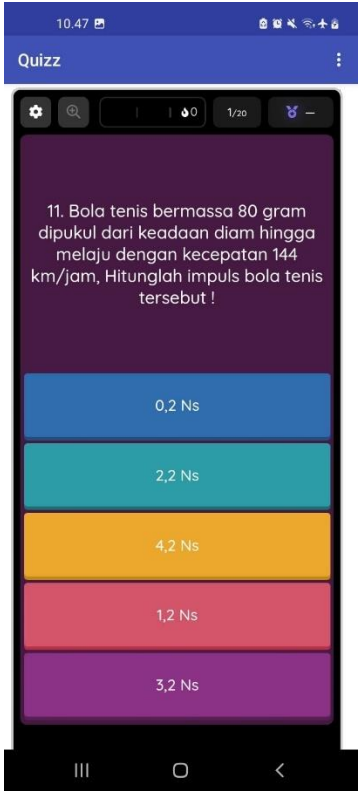 10.47
Quizz
0
1/20
–
11. Bola tenis bermassa 80 gram
dipukul dari keadaan diam hingga
melaju dengan kecepatan 144
km/jam, Hitunglah impuls bola tenis
tersebut !
0,2 Ns
2,2 Ns
4,2 Ns
1,2 Ns
3,2 Ns